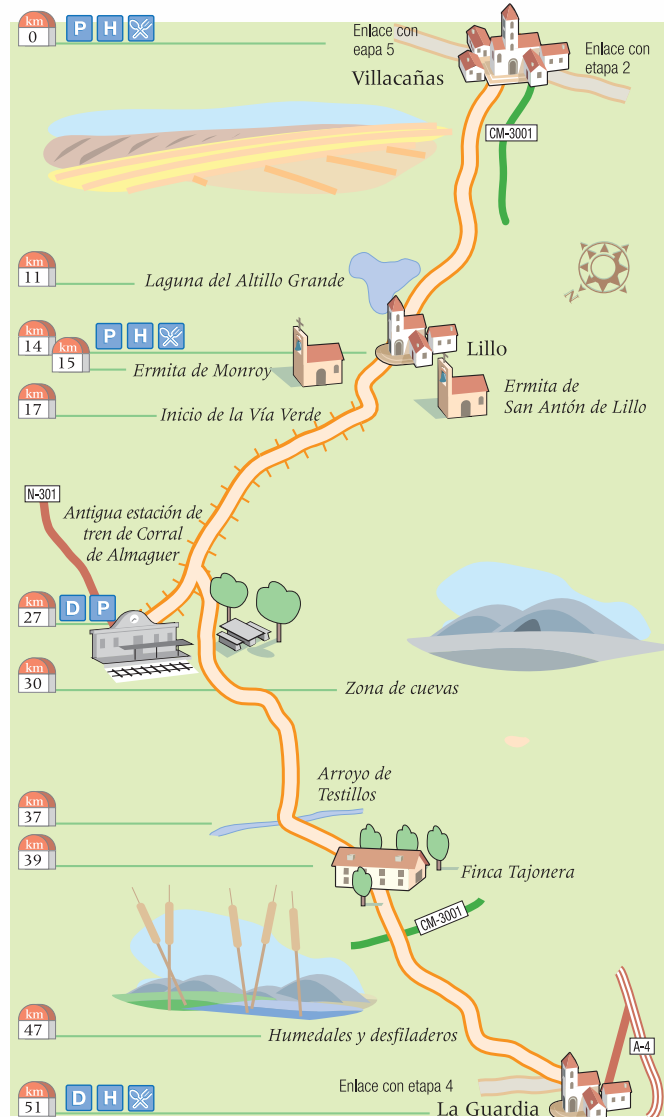 km
0
P H
Enlace con
eapa 5
Enlace con
etapa 2
Villacañas
CM-3001
km
11
Laguna del Altillo Grande
N
km
14
P H
Lillo
km
15
Ermita de Monroy
Ermita de
San Antón de Lillo
km
17
Inicio de la Vía Verde
N-301
Antigua estación de
tren de Corral
de Almaguer
km
27
D P
km
30
Zona de cuevas
Arroyo de
Testillos
km
37
km
39
Finca Tajonera
CM-3001
km
47
Humedales y desfiladeros
A-4
Enlace con etapa 4
km
51
D H
La Guardia